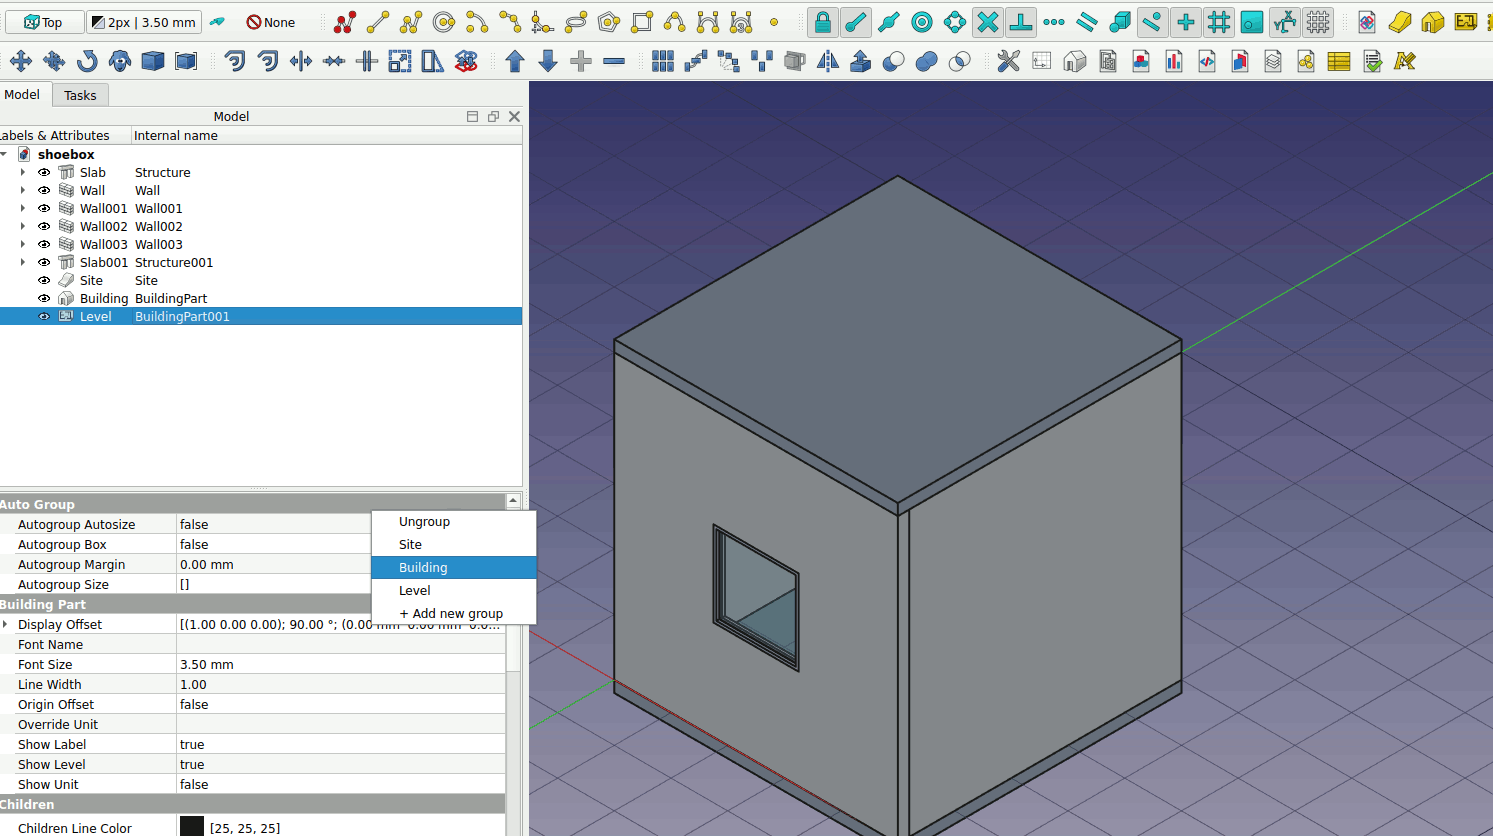 Top 2px | 3.50 mm None
Model Tasks
Model
Labels & Attributes Internal name
shoebox
Slab Structure
Wall Wall
Wall001 Wall001
Wall002 Wall002
Wall003 Wall003
Slab001 Structure001
Site Site
Building BuildingPart
Level BuildingPart001
Auto Group
Autogroup Autosize false
Autogroup Box false
Autogroup Margin 0.00 mm
Autogroup Size []
Building Part
Display Offset [(1.00 0.00 0.00); 90.00 °; (0.00 mm 0.00 mm 0.0...
Font Name
Font Size 3.50 mm
Line Width 1.00
Origin Offset false
Override Unit
Show Label true
Show Level true
Show Unit false
Children
Children Line Color [25, 25, 25]
Ungroup
Site
Building
Level
+ Add new group